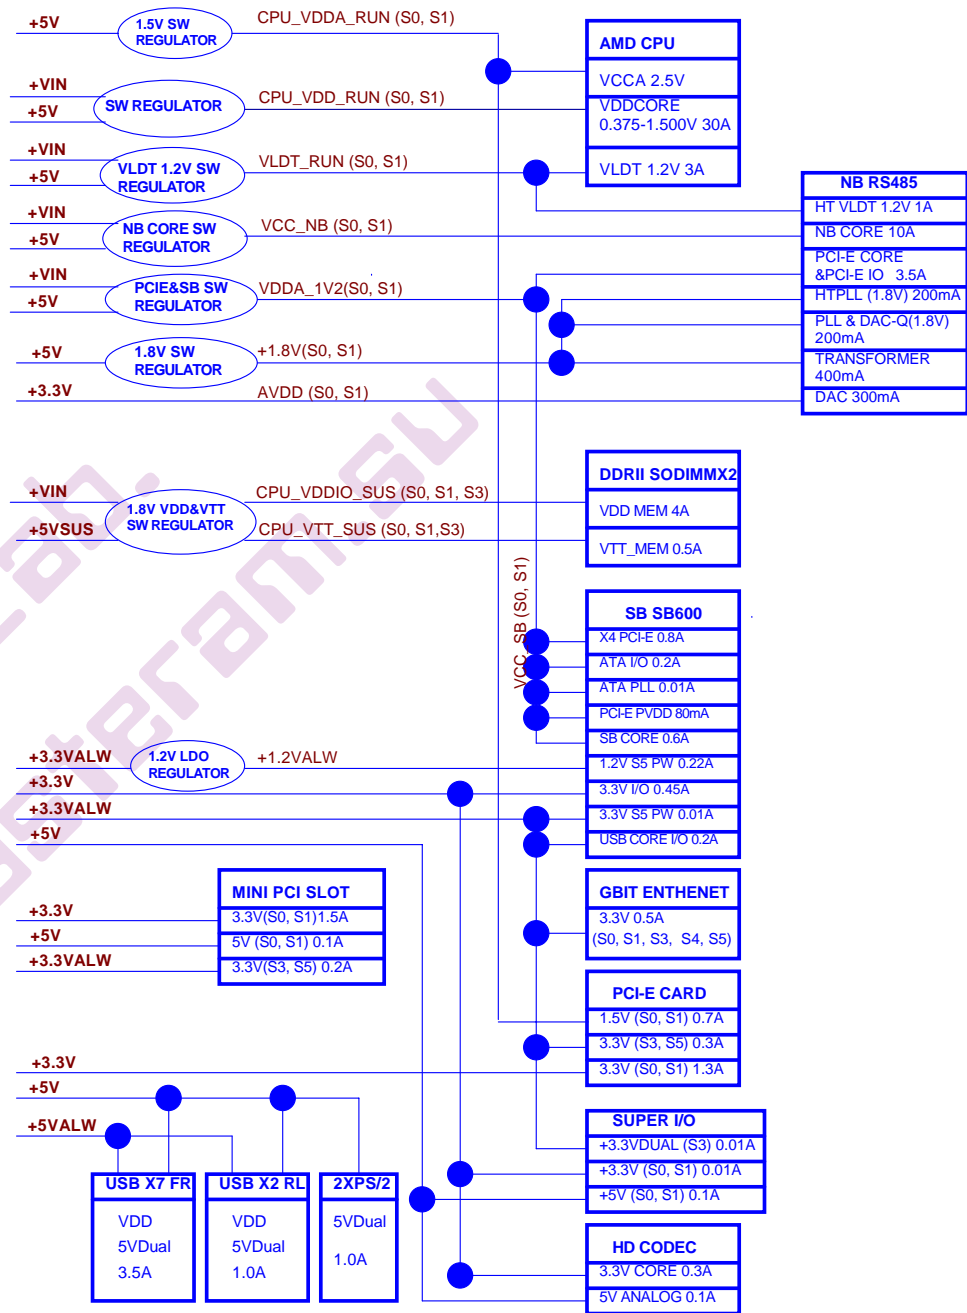 +5V
1.5V SW
REGULATOR
CPU_VDDA_RUN (S0, S1)
AMD CPU
VCCA 2.5V
VDDCORE
0.375-1.500V 30A
VLDT 1.2V 3A
+VIN
+5V
SW REGULATOR
CPU_VDD_RUN (S0, S1)
+VIN
+5V
VLDT 1.2V SW
REGULATOR
VLDT_RUN (S0, S1)
+VIN
+5V
NB CORE SW
REGULATOR
VCC_NB (S0, S1)
+VIN
+5V
PCIE&SB SW
REGULATOR
VDDA_1V2(S0, S1)
+5V
1.8V SW
REGULATOR
+1.8V(S0, S1)
+3.3V
AVDD (S0, S1)
NB RS485
HT VLDT 1.2V 1A
NB CORE 10A
PCI-E CORE
&PCI-E IO 3.5A
HTPLL (1.8V) 200mA
PLL & DAC-Q(1.8V)
200mA
TRANSFORMER
400mA
DAC 300mA
+VIN
+5VSUS
1.8V VDD&VTT
SW REGULATOR
CPU_VDDIO_SUS (S0, S1, S3)
CPU_VTT_SUS (S0, S1,S3)
DDRII SODIMMX2
VDD MEM 4A
VTT_MEM 0.5A
VCC_SB (S0, S1)
SB SB600
X4 PCI-E 0.8A
ATA I/O 0.2A
ATA PLL 0.01A
PCI-E PVDD 80mA
SB CORE 0.6A
1.2V S5 PW 0.22A
3.3V I/O 0.45A
3.3V S5 PW 0.01A
USB CORE I/O 0.2A
+3.3VALW
1.2V LDO
REGULATOR
+1.2VALW
+3.3V
+3.3VALW
+5V
MINI PCI SLOT
3.3V(S0, S1)1.5A
5V (S0, S1) 0.1A
3.3V(S3, S5) 0.2A
+3.3V
+5V
+3.3VALW
GBIT ENTHENET
3.3V 0.5A
(S0, S1, S3, S4, S5)
PCI-E CARD
1.5V (S0, S1) 0.7A
3.3V (S3, S5) 0.3A
3.3V (S0, S1) 1.3A
+3.3V
+5V
+5VALW
SUPER I/O
+3.3VDUAL (S3) 0.01A
+3.3V (S0, S1) 0.01A
+5V (S0, S1) 0.1A
USB X7 FR
VDD
5VDual
3.5A
USB X2 RL
VDD
5VDual
1.0A
2XPS/2
5VDual
1.0A
HD CODEC
3.3V CORE 0.3A
5V ANALOG 0.1A